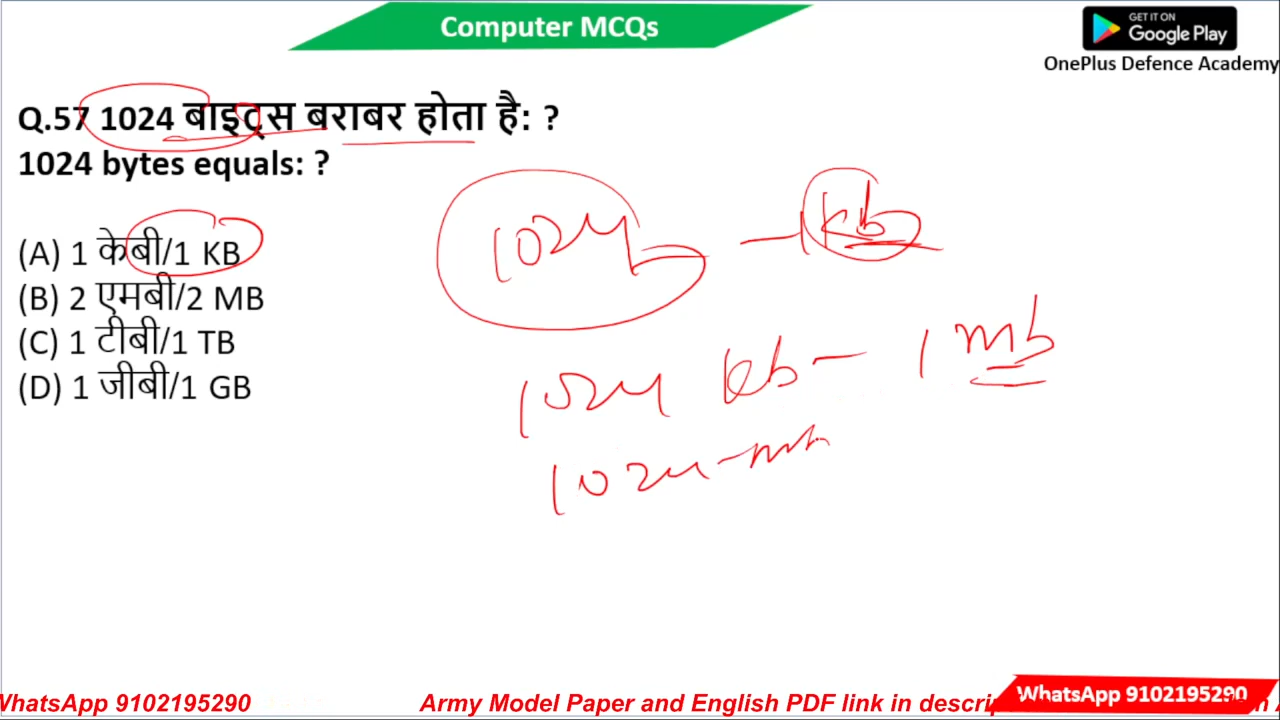 Computer MCQs
GET IT ON
Google Play
OnePlus Defence Academy
Q.57 1024 बाइट्स बराबर होता है: ?
1024 bytes equals: ?
(A) 1 केबी/1 KB
(B) 2 एमबी/2 MB
(C) 1 टीबी/1 TB
(D) 1 जीबी/1 GB
1024 b - 1 kb
1024 kb - 1 mb
1024 - mb
WhatsApp 9102195290
Army Model Paper and English PDF link in descrip
WhatsApp 9102195290